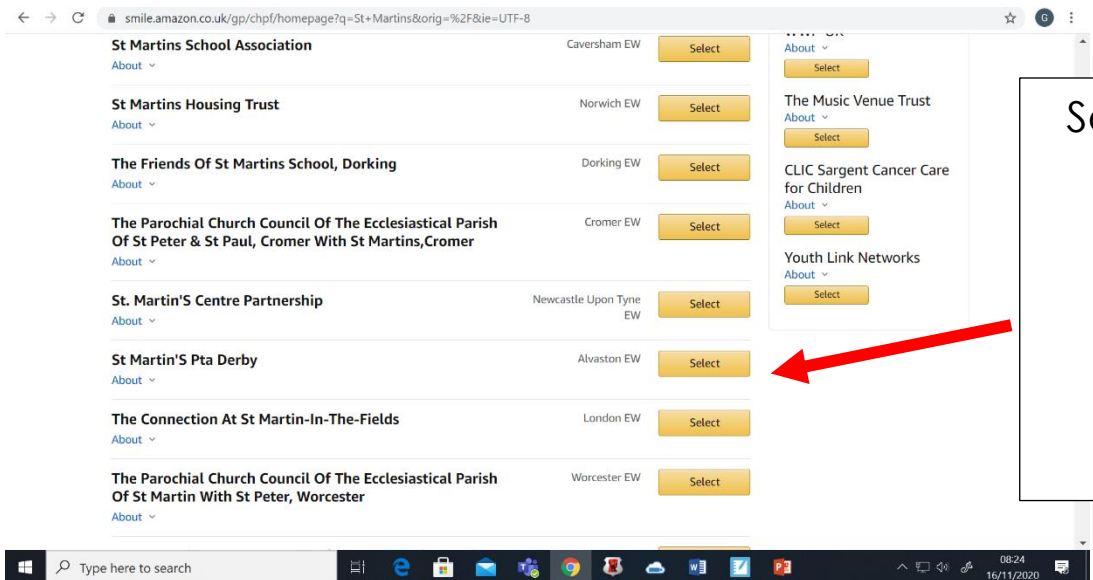 smile.amazon.co.uk/gp/chpf/homepage?q=St+Martins&orig=%2F&ie=UTF-8
G
St Martins School Association
Caversham EW
Select
About
St Martins Housing Trust
Norwich EW
Select
About
The Friends Of St Martins School, Dorking
Dorking EW
Select
About
The Parochial Church Council Of The Ecclesiastical Parish
Of St Peter & St Paul, Cromer With St Martins,Cromer
Cromer EW
Select
About
St. Martin'S Centre Partnership
Newcastle Upon Tyne
EW
Select
About
St Martin'S Pta Derby
Alvaston EW
Select
About
The Connection At St Martin-In-The-Fields
London EW
Select
About
The Parochial Church Council Of The Ecclesiastical Parish
Of St Martin With St Peter, Worcester
Worcester EW
Select
About
About
Select
The Music Venue Trust
About
Select
CLIC Sargent Cancer Care
for Children
About
Select
Youth Link Networks
About
Select
Type here to search
08:24
16/11/2020